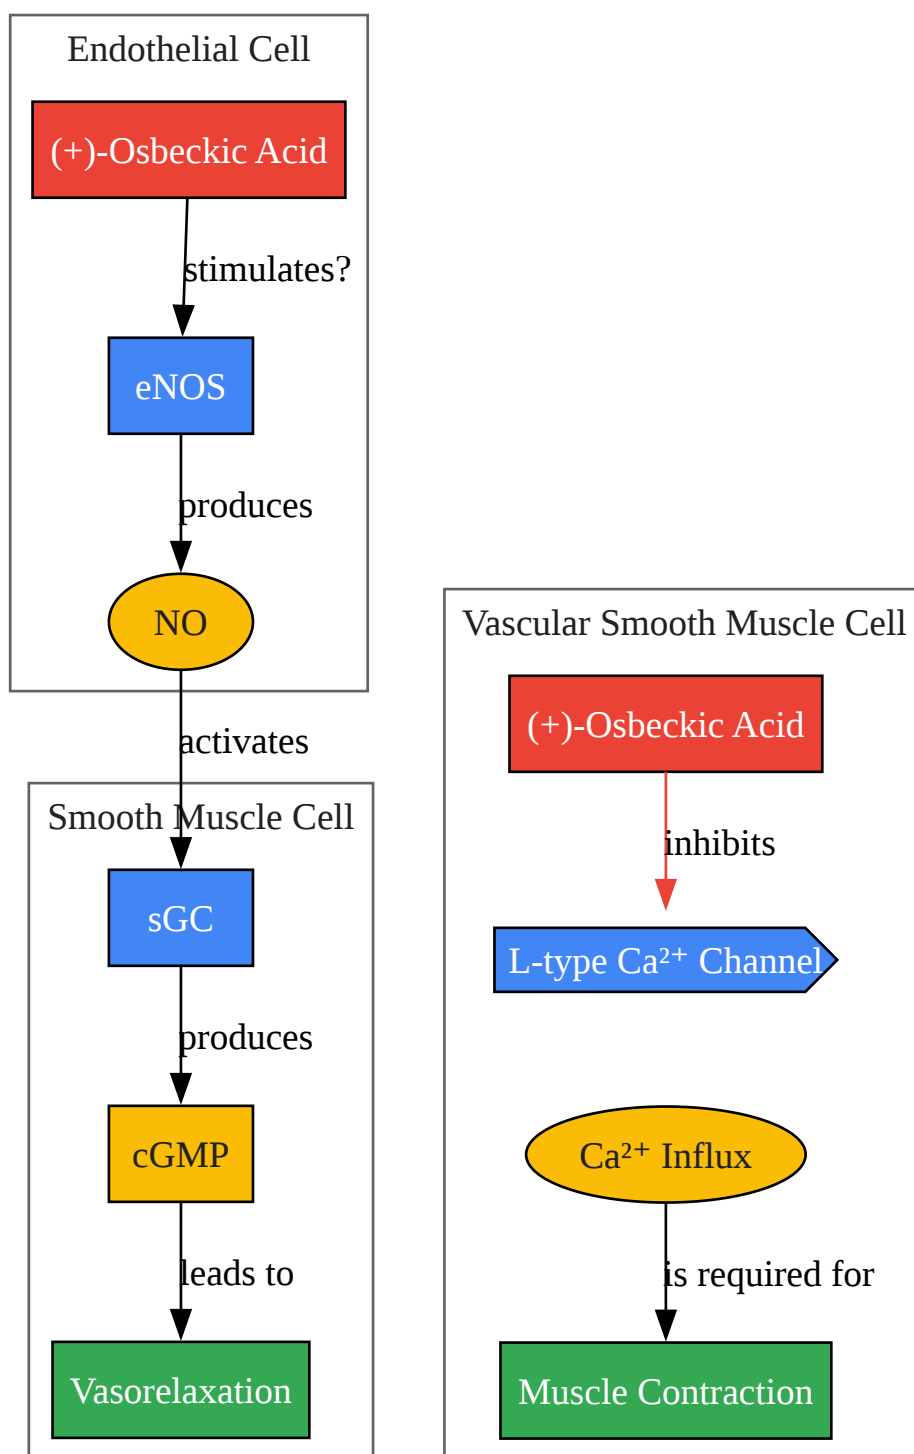 Endothelial Cell
(+)-Osbeckic Acid
stimulates?
eNOS
produces
NO
activates
Smooth Muscle Cell
sGC
produces
cGMP
leads to
Vasorelaxation
Vascular Smooth Muscle Cell
(+)-Osbeckic Acid
inhibits
L-type Ca²⁺ Channel
Ca²⁺ Influx
is required for
Muscle Contraction